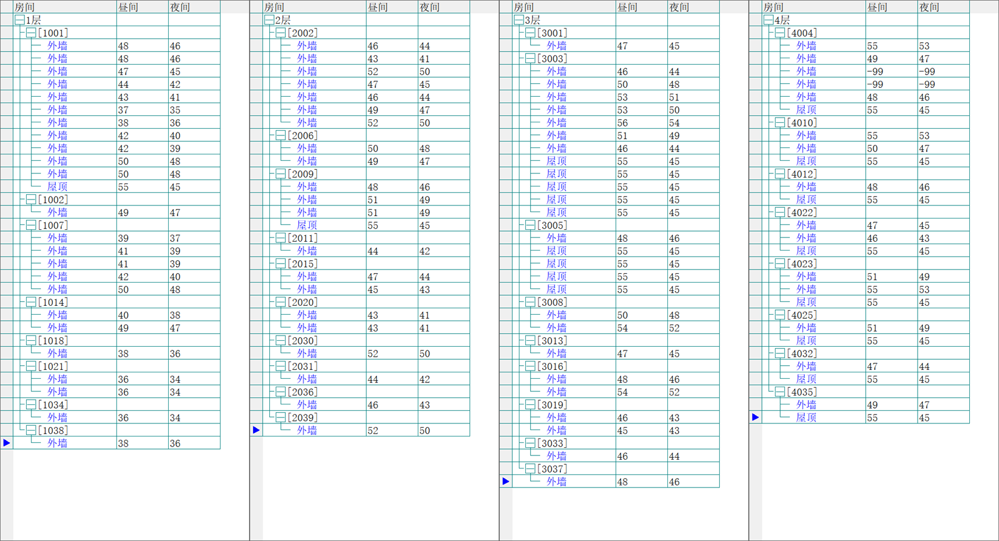 房间 昼间 夜间
1层
[1001]
外墙 48 46
外墙 48 46
外墙 47 45
外墙 44 42
外墙 43 41
外墙 37 35
外墙 38 36
外墙 42 40
外墙 42 39
外墙 50 48
外墙 50 48
屋顶 55 45
[1002]
外墙 49 47
[1007]
外墙 39 37
外墙 41 39
外墙 41 39
外墙 42 40
外墙 50 48
[1014]
外墙 40 38
外墙 49 47
[1018]
外墙 38 36
[1021]
外墙 36 34
外墙 36 34
[1034]
外墙 36 34
[1038]
外墙 38 36
房间 昼间 夜间
2层
[2002]
外墙 46 44
外墙 43 41
外墙 52 50
外墙 47 45
外墙 46 44
外墙 49 47
外墙 52 50
[2006]
外墙 50 48
外墙 49 47
[2009]
外墙 48 46
外墙 51 49
外墙 51 49
屋顶 55 45
[2011]
外墙 44 42
[2015]
外墙 47 44
外墙 45 43
[2020]
外墙 43 41
外墙 43 41
[2030]
外墙 52 50
[2031]
外墙 44 42
[2036]
外墙 46 43
[2039]
外墙 52 50
房间 昼间 夜间
3层
[3001]
外墙 47 45
[3003]
外墙 46 44
外墙 50 48
外墙 53 51
外墙 53 50
外墙 56 54
外墙 51 49
外墙 46 44
屋顶 55 45
屋顶 55 45
屋顶 55 45
屋顶 55 45
屋顶 55 45
[3005]
外墙 48 46
屋顶 55 45
屋顶 55 45
屋顶 55 45
屋顶 55 45
[3008]
外墙 50 48
外墙 54 52
[3013]
外墙 47 45
[3016]
外墙 48 46
外墙 54 52
[3019]
外墙 46 43
外墙 45 43
[3033]
外墙 46 44
[3037]
外墙 48 46
房间 昼间 夜间
4层
[4004]
外墙 55 53
外墙 49 47
外墙 -99 -99
外墙 -99 -99
外墙 48 46
屋顶 55 45
[4010]
外墙 55 53
外墙 50 47
屋顶 55 45
[4012]
外墙 48 46
屋顶 55 45
[4022]
外墙 47 45
外墙 46 43
屋顶 55 45
[4023]
外墙 51 49
外墙 55 53
屋顶 55 45
[4025]
外墙 51 49
屋顶 55 45
[4032]
外墙 47 44
屋顶 55 45
[4035]
外墙 49 47
屋顶 55 45